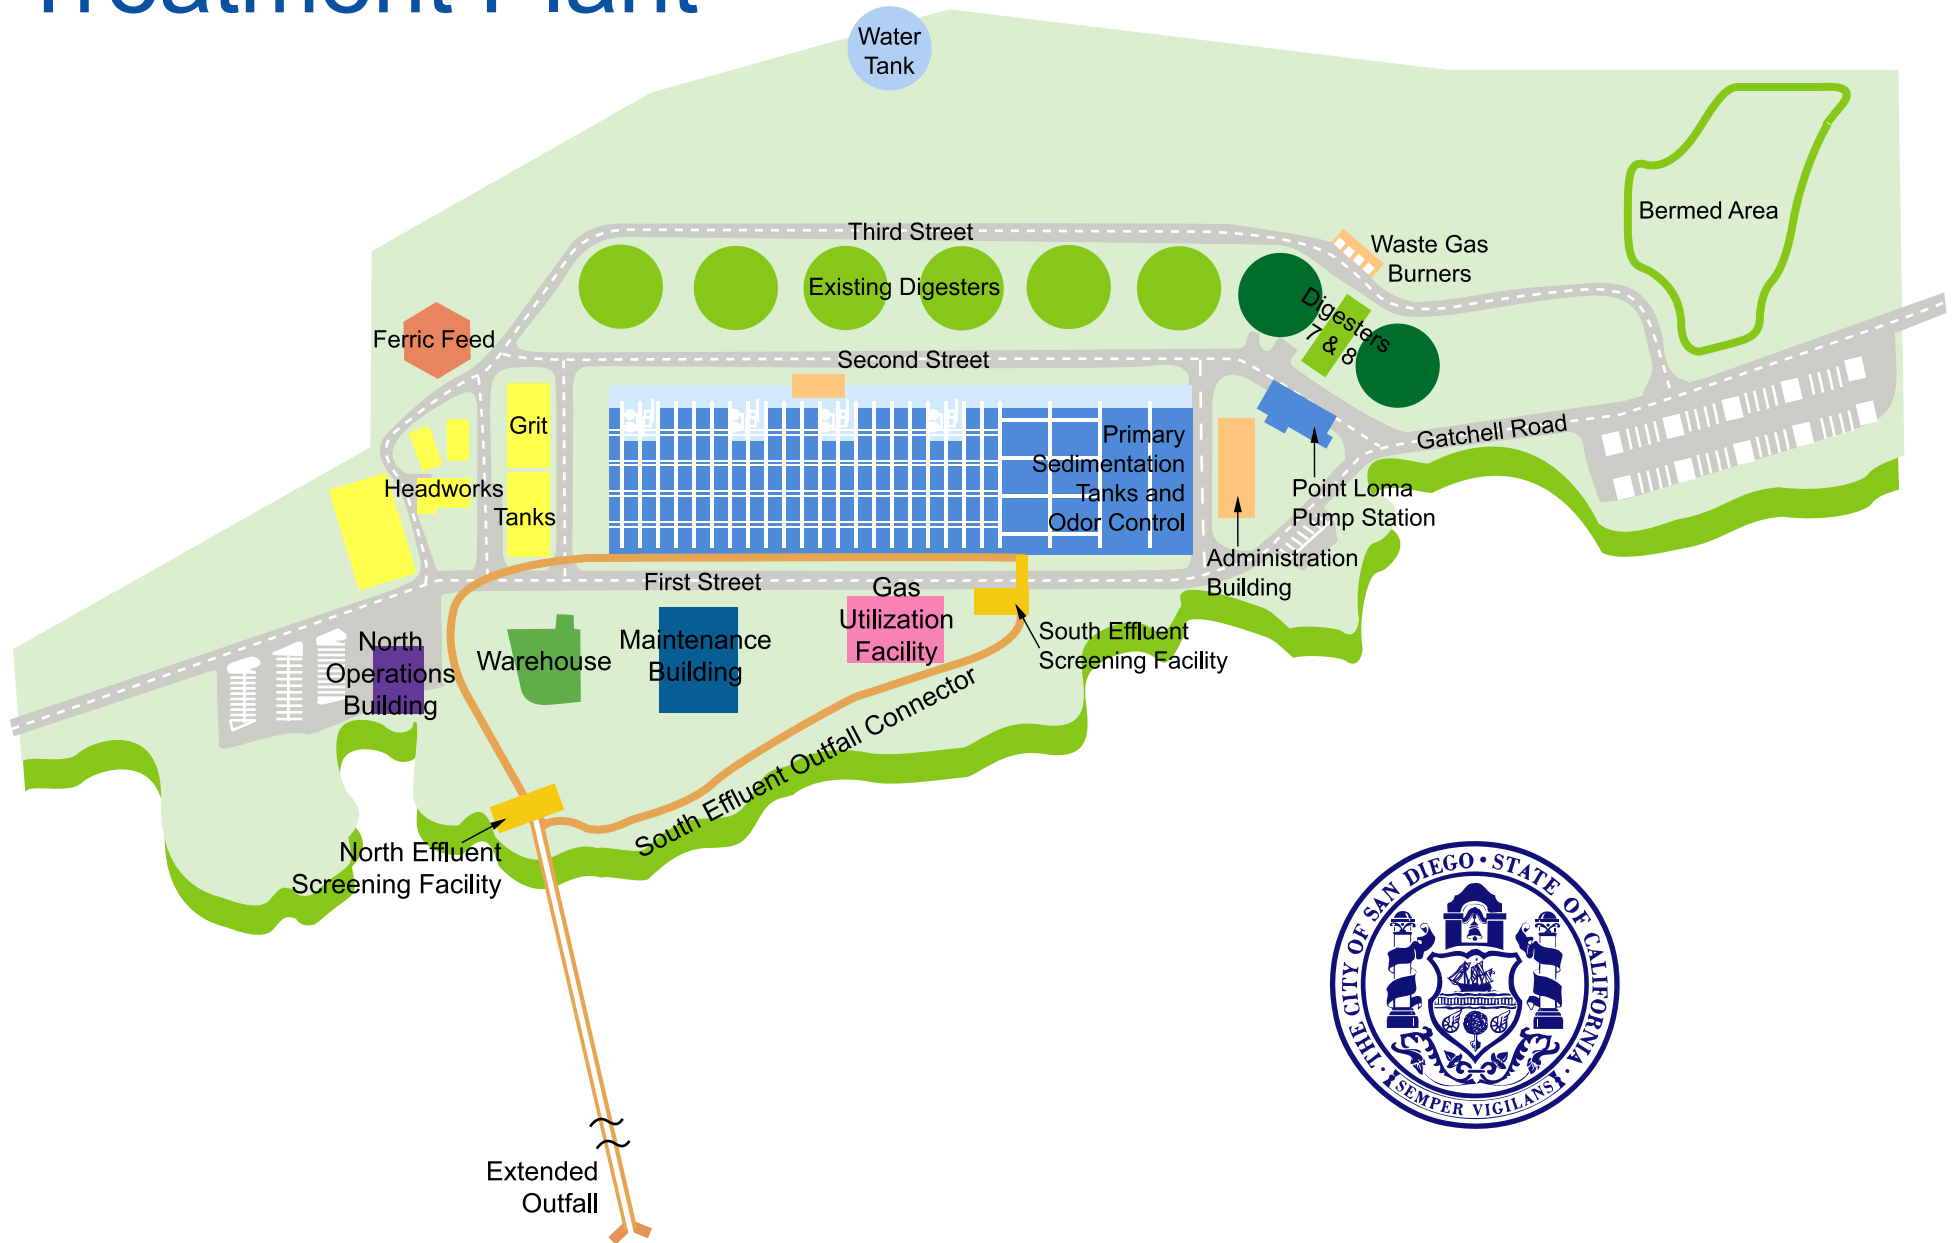 Treatment Plant
Water
Tank
Bermed Area
Third Street
Waste Gas
Burners
Existing Digesters
Digesters
7 & 8
Ferric Feed
Second Street
Grit
Tanks
Headworks
Primary
Sedimentation
Tanks and
Odor Control
Gatchell Road
Point Loma
Pump Station
Administration
Building
First Street
Gas
Utilization
Facility
North
Operations
Building
Warehouse
Maintenance
Building
South Effluent
Screening Facility
South Effluent Outfall Connector
North Effluent
Screening Facility
Extended
Outfall
THE CITY OF SAN DIEGO • STATE OF CALIFORNIA
SEMPER VIGILANS